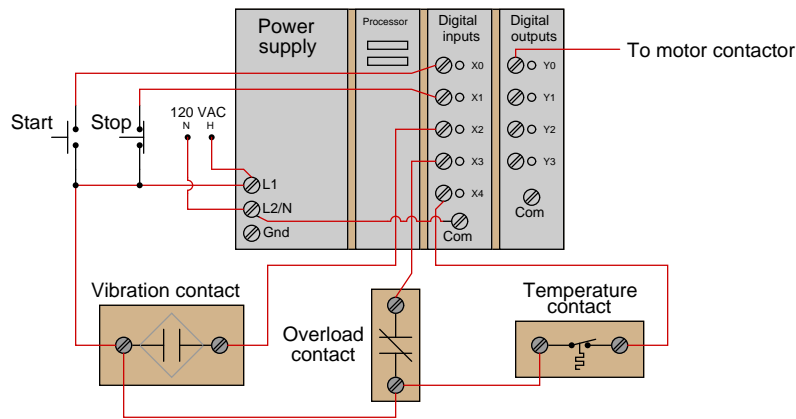 Power
supply
Processor
Digital
inputs
Digital
outputs
To motor contactor
X0
Y0
X1
Y1
X2
Y2
X3
Y3
X4
Com
Com
Start
Stop
120 VAC
N
H
L1
L2/N
Gnd
Vibration contact
Overload
contact
Temperature
contact